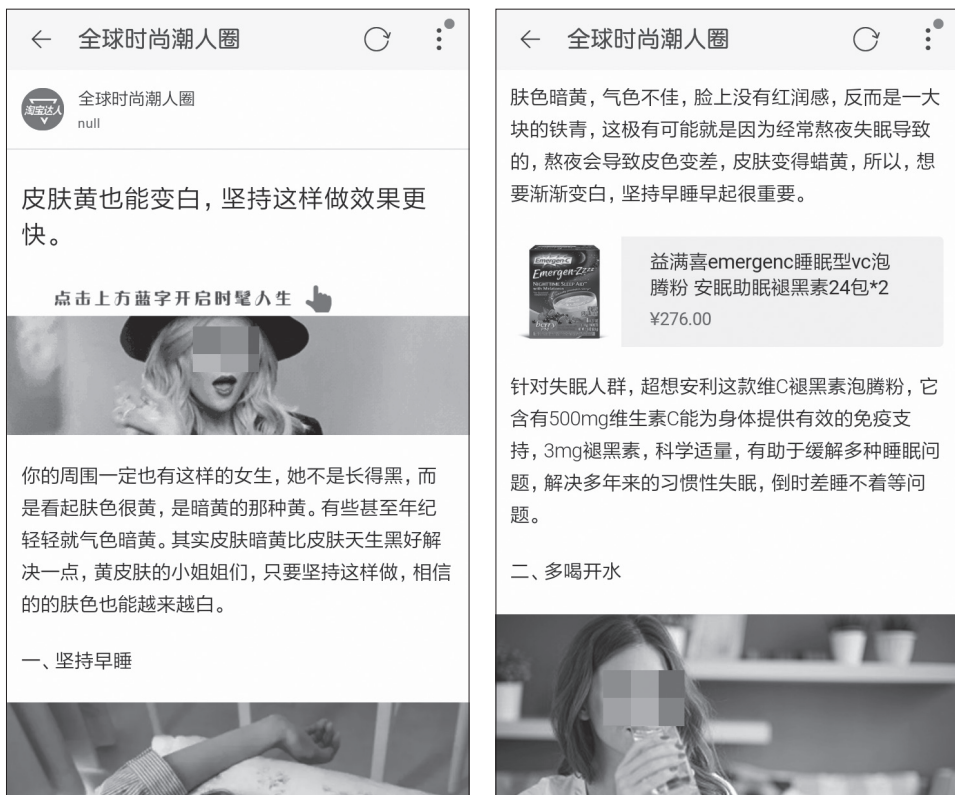 全球时尚潮人圈
淘宝达人
全球时尚潮人圈
null
皮肤黄也能变白，坚持这样做效果更
快。
点击上方蓝字开启时髦人生
你的周围一定也有这样的女生，她不是长得黑，而
是看起肤色很黄，是暗黄的那种黄。有些甚至年纪
轻轻就气色暗黄。其实皮肤暗黄比皮肤天生黑好解
决一点，黄皮肤的小姐姐们，只要坚持这样做，相信
的的肤色也能越来越白。
一、坚持早睡
全球时尚潮人圈
肤色暗黄，气色不佳，脸上没有红润感，反而是一大
块的铁青，这极有可能就是因为经常熬夜失眠导致
的，熬夜会导致皮色变差，皮肤变得蜡黄，所以，想
要渐渐变白，坚持早睡早起很重要。
Emergen-C
Emergen-Zzzz
Berry
益满喜emergenc睡眠型vc泡
腾粉 安眠助眠褪黑素24包*2
¥276.00
针对失眠人群，超想安利这款维C褪黑素泡腾粉，它
含有500mg维生素C能为身体提供有效的免疫支
持，3mg褪黑素，科学适量，有助于缓解多种睡眠问
题，解决多年来的习惯性失眠，倒时差睡不着等问
题。
二、多喝开水